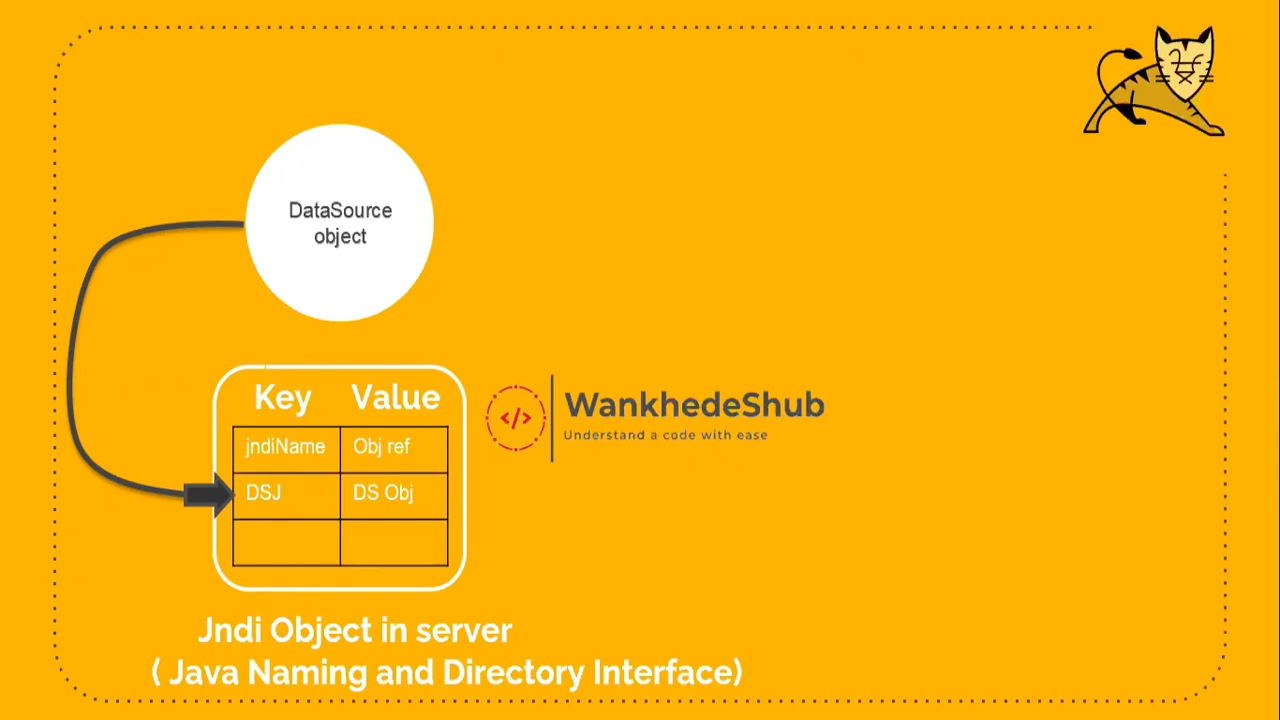 DataSource
object
Key Value
jndiName Obj ref
DSJ DS Obj
</>
WankhedeShub
Understand a code with ease
Jndi Object in server
( Java Naming and Directory Interface)